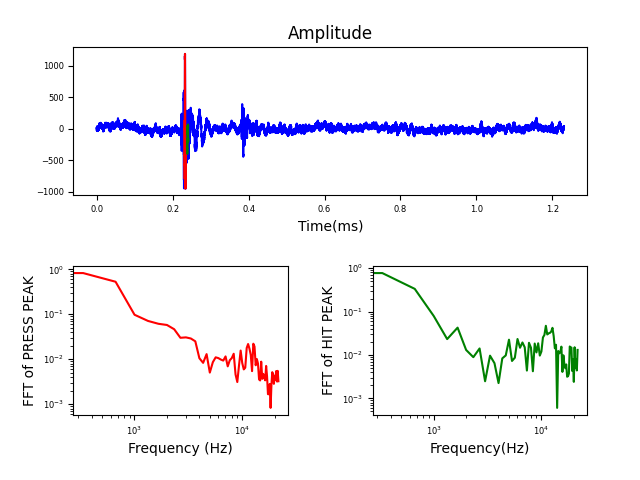 Amplitude
1000
500
0
−500
−1000
0.0 0.2 0.4 0.6 0.8 1.0 1.2
Time(ms)
FFT of PRESS PEAK
10⁰
10⁻¹
10⁻²
10⁻³
10³ 10⁴
Frequency (Hz)
FFT of HIT PEAK
10⁰
10⁻¹
10⁻²
10⁻³
10³ 10⁴
Frequency(Hz)